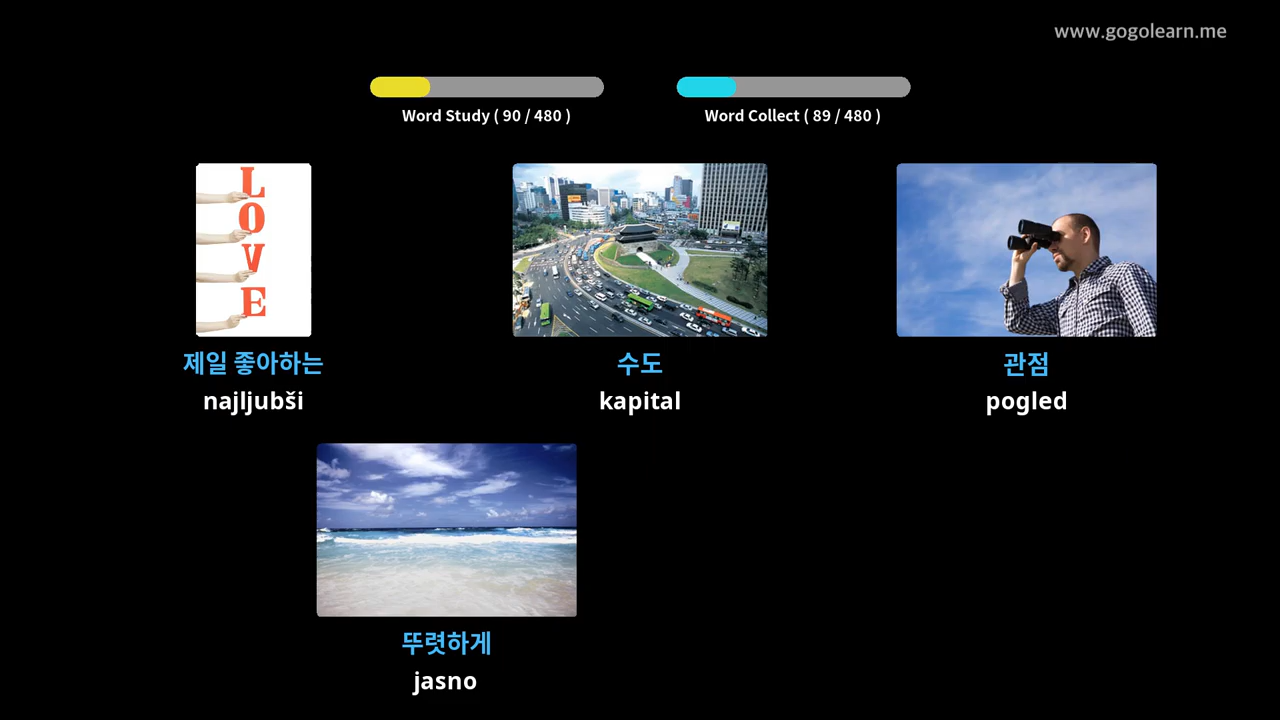 www.gogolearn.me
Word Study ( 90 / 480 )
Word Collect ( 89 / 480 )
L
O
V
E
제일 좋아하는
najljubši
수도
kapital
관점
pogled
뚜렷하게
jasno